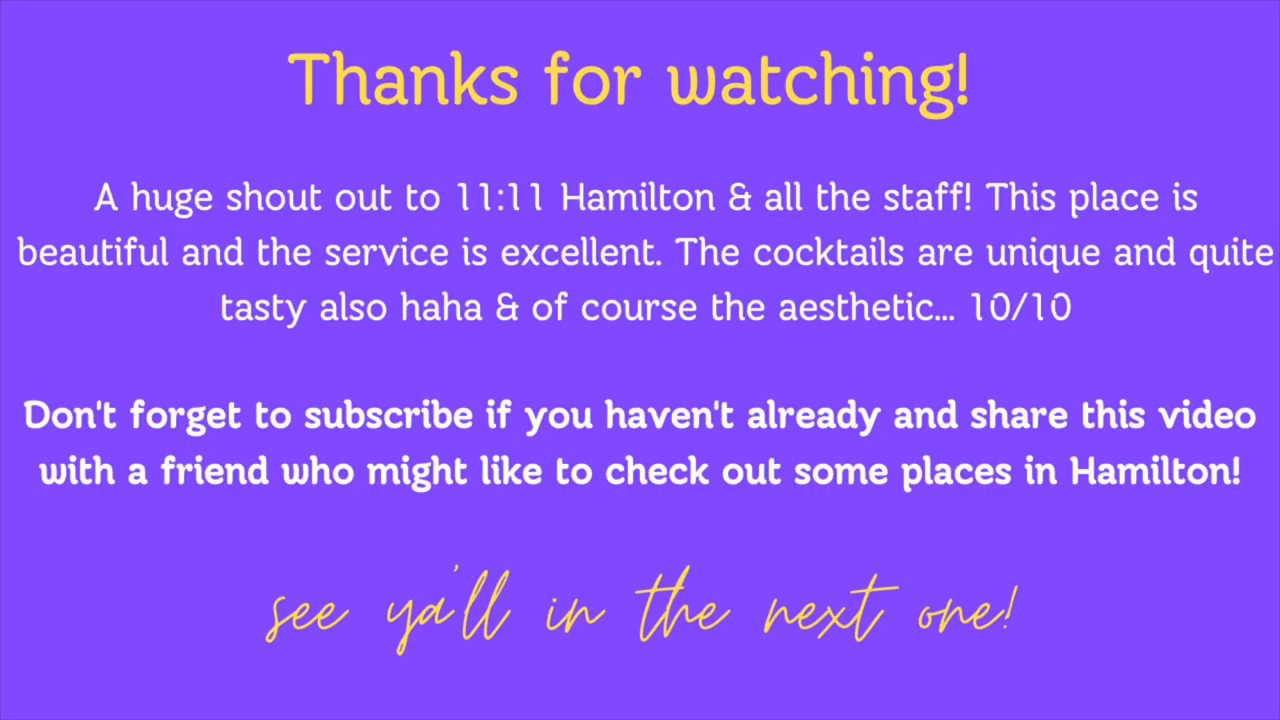 Thanks for watching!
A huge shout out to 11:11 Hamilton & all the staff! This place is
beautiful and the service is excellent. The cocktails are unique and quite
tasty also haha & of course the aesthetic... 10/10
Don't forget to subscribe if you haven't already and share this video
with a friend who might like to check out some places in Hamilton!
see ya'll in the next one!